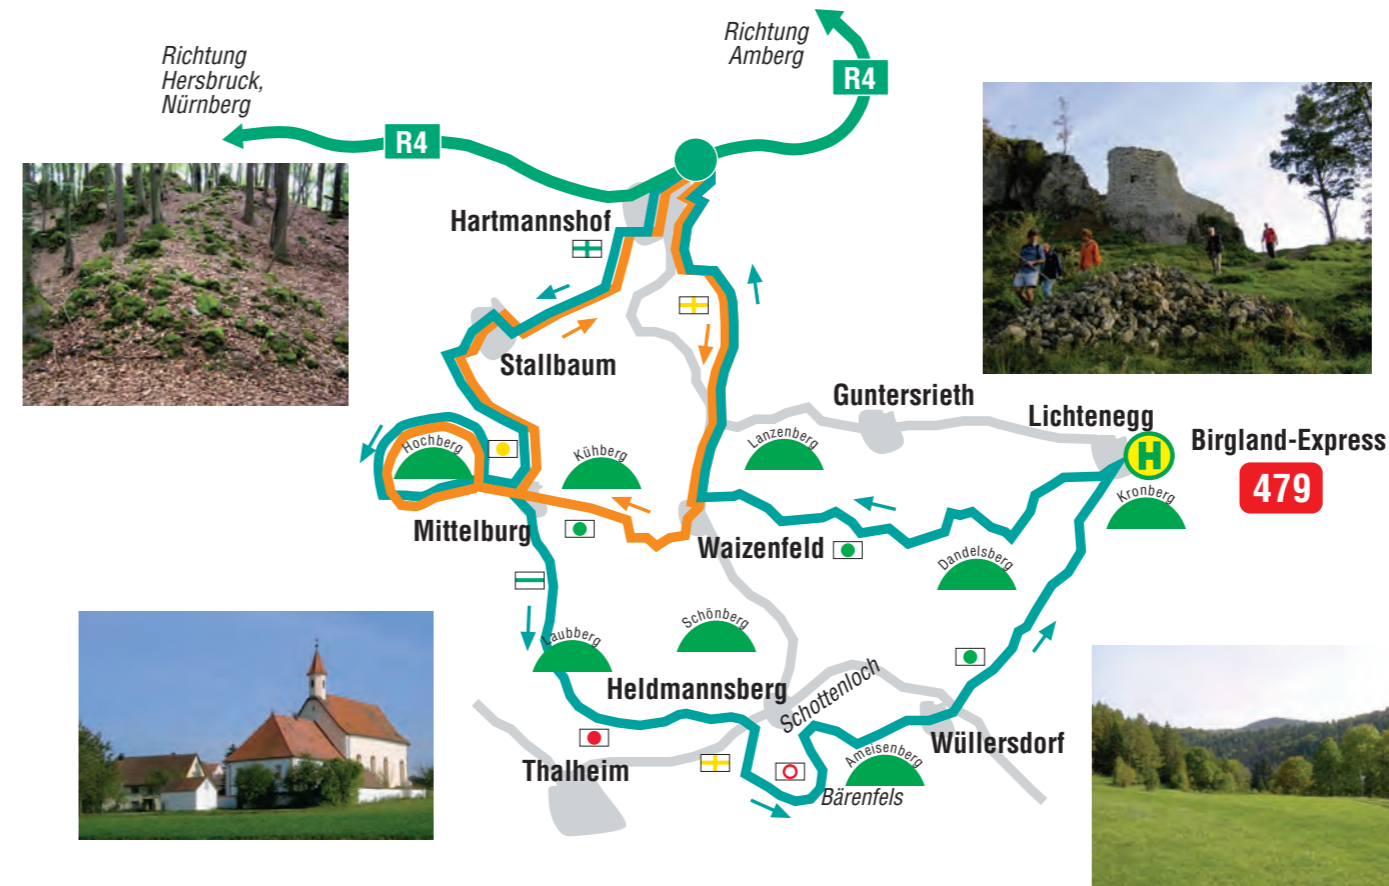 Richtung
Hersbruck,
Nürnberg
R4
Richtung
Amberg
R4
Hartmannshof
Stallbaum
Guntersrieth
Lichtenegg
H
Birgland-Express
479
Hochberg
Kühberg
Lanzenberg
Kronberg
Mittelburg
Waizenfeld
Dandelsberg
Laubberg
Schönberg
Heldmannsberg
Schottenloch
Wüllersdorf
Thalheim
Ameisenberg
Bärenfels